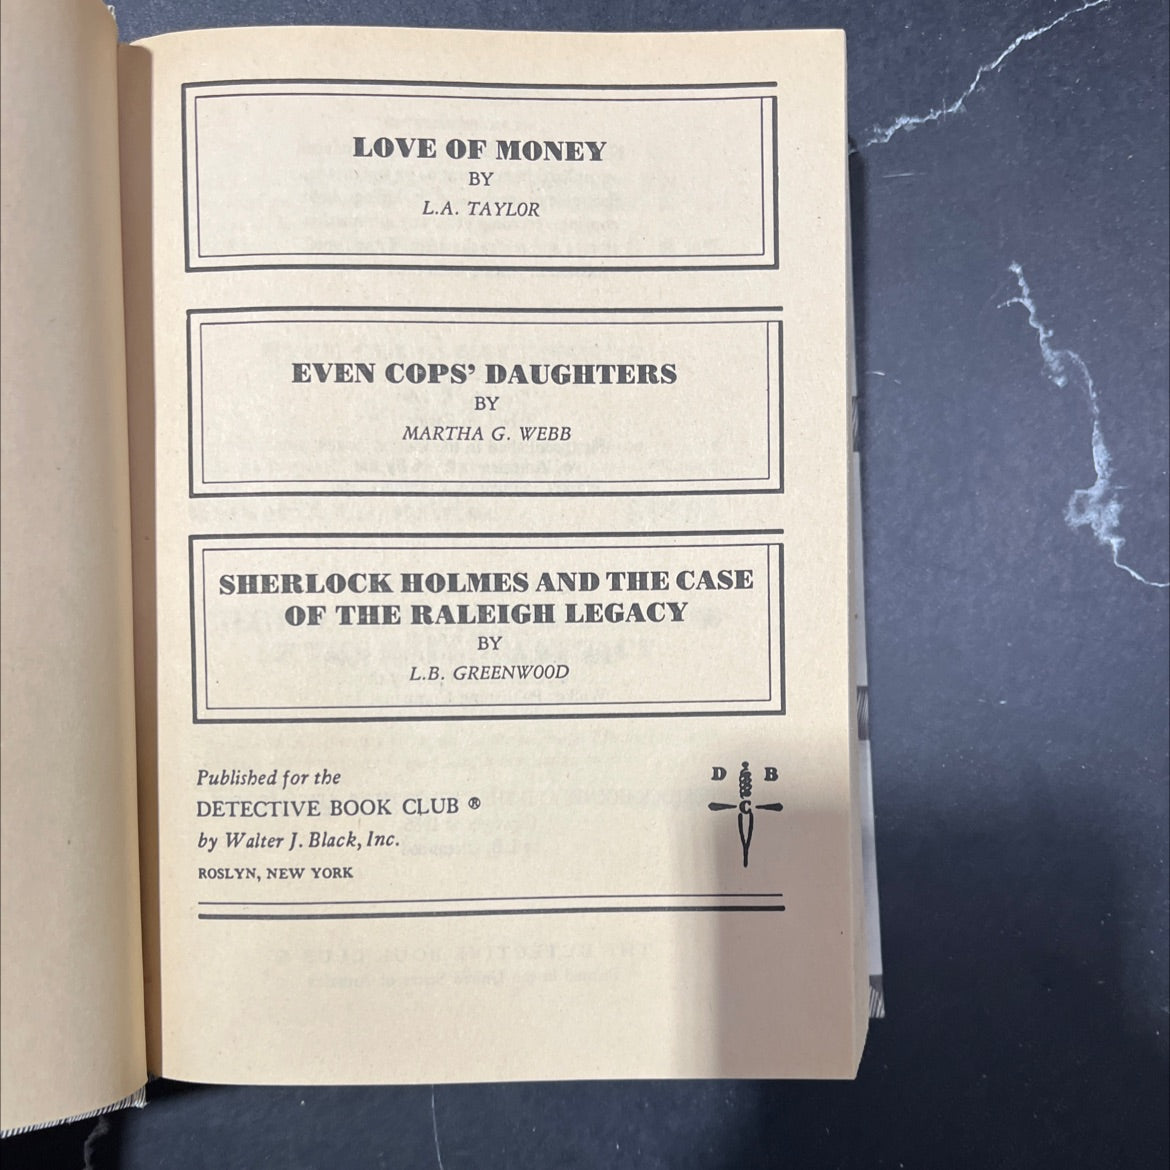 LOVE OF MONEY
BY
L.A. TAYLOR
EVEN COPS' DAUGHTERS
BY
MARTHA G. WEBB
SHERLOCK HOLMES AND THE CASE
OF THE RALEIGH LEGACY
BY
L.B. GREENWOOD
Published for the
DETECTIVE BOOK CLUB ®
by Walter J. Black, Inc.
ROSLYN, NEW YORK
D B
C